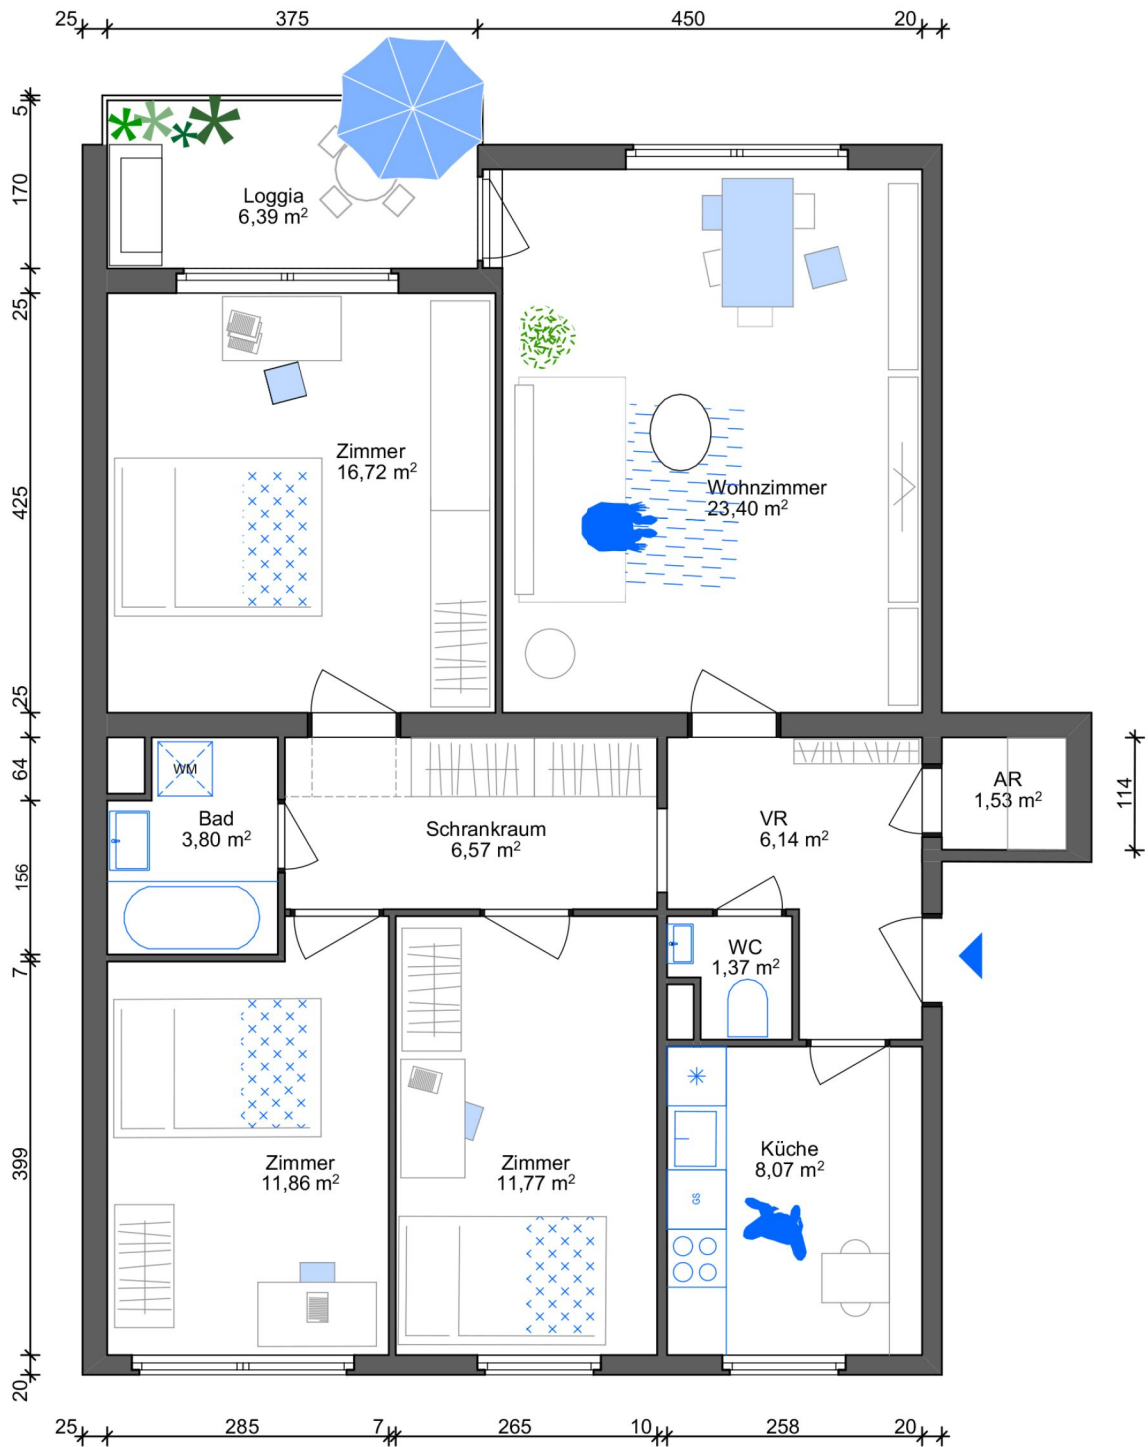 25
375
450
20
5
170
25
425
25
64
156
7
399
20
Loggia
6,39 m²
Zimmer
16,72 m²
Wohnzimmer
23,40 m²
WM
Bad
3,80 m²
Schrankraum
6,57 m²
VR
6,14 m²
AR
1,53 m²
114
WC
1,37 m²
Zimmer
11,86 m²
Zimmer
11,77 m²
Küche
8,07 m²
GS
25
285
7
265
10
258
20